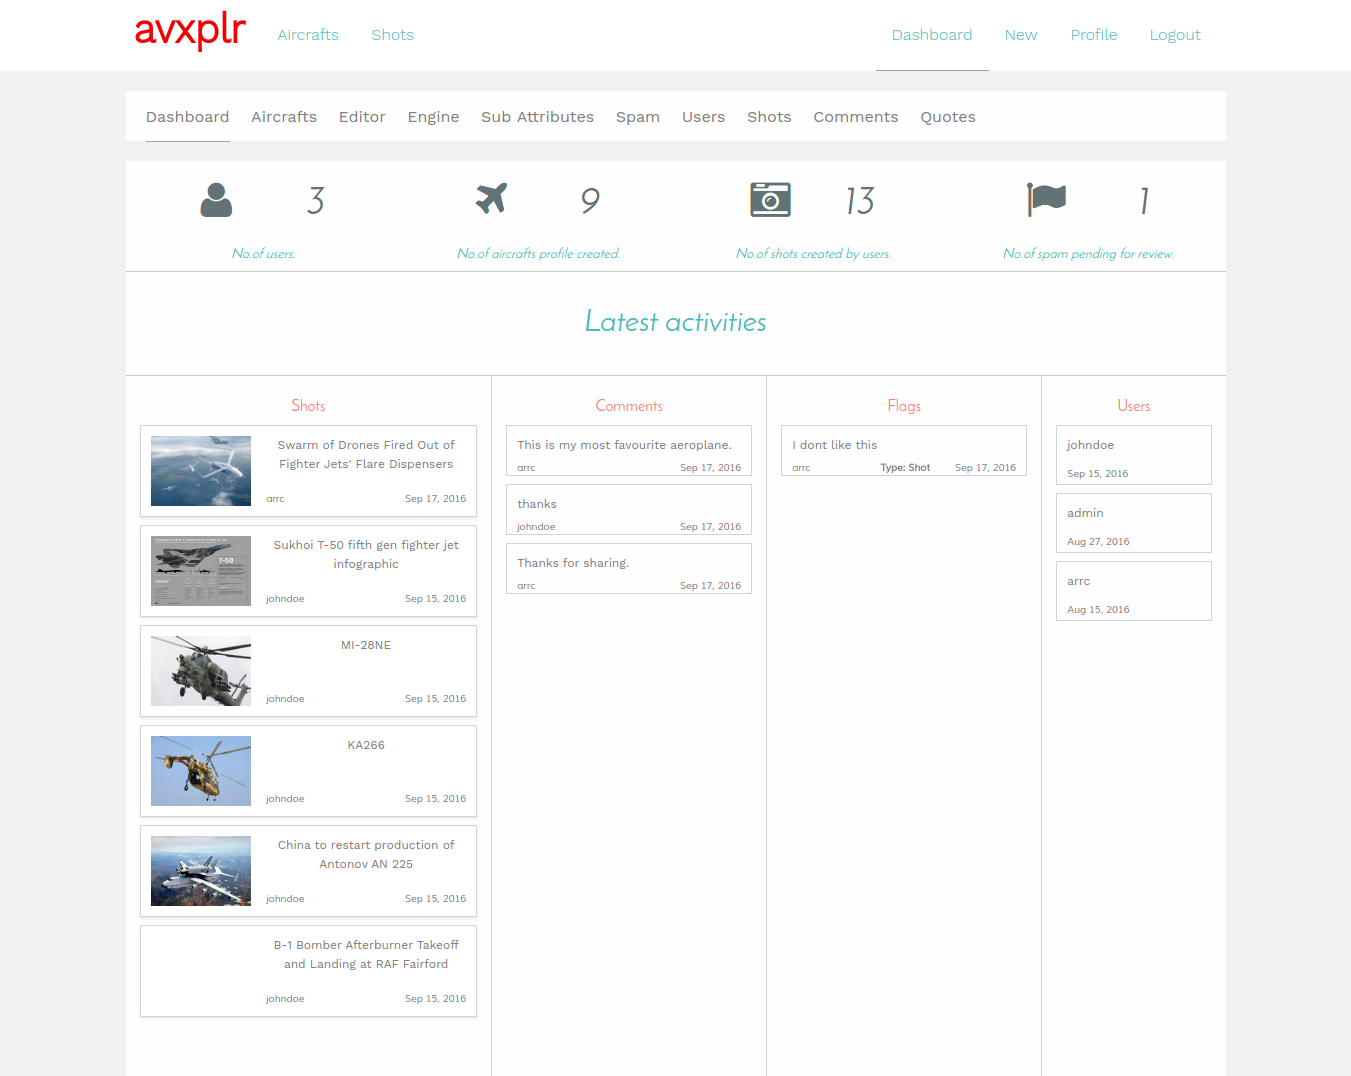 avxplr
Aircrafts Shots Dashboard New Profile Logout
Dashboard Aircrafts Editor Engine Sub Attributes Spam Users Shots Comments Quotes
3 9 13 1
No.of users. No.of aircrafts profile created. No.of shots created by users. No.of spam pending for review.
Latest activities
Shots
Swarm of Drones Fired Out of
Fighter Jets' Flare Dispensers
arrc Sep 17, 2016
Sukhoi T-50 fifth gen fighter jet
infographic
johndoe Sep 15, 2016
T-50
MI-28NE
johndoe Sep 15, 2016
KA266
johndoe Sep 15, 2016
China to restart production of
Antonov AN 225
johndoe Sep 15, 2016
B-1 Bomber Afterburner Takeoff
and Landing at RAF Fairford
johndoe Sep 15, 2016
Comments
This is my most favourite aeroplane.
arrc Sep 17, 2016
thanks
johndoe Sep 17, 2016
Thanks for sharing.
arrc Sep 17, 2016
Flags
I dont like this
arrc Type: Shot Sep 17, 2016
Users
johndoe
Sep 15, 2016
admin
Aug 27, 2016
arrc
Aug 15, 2016